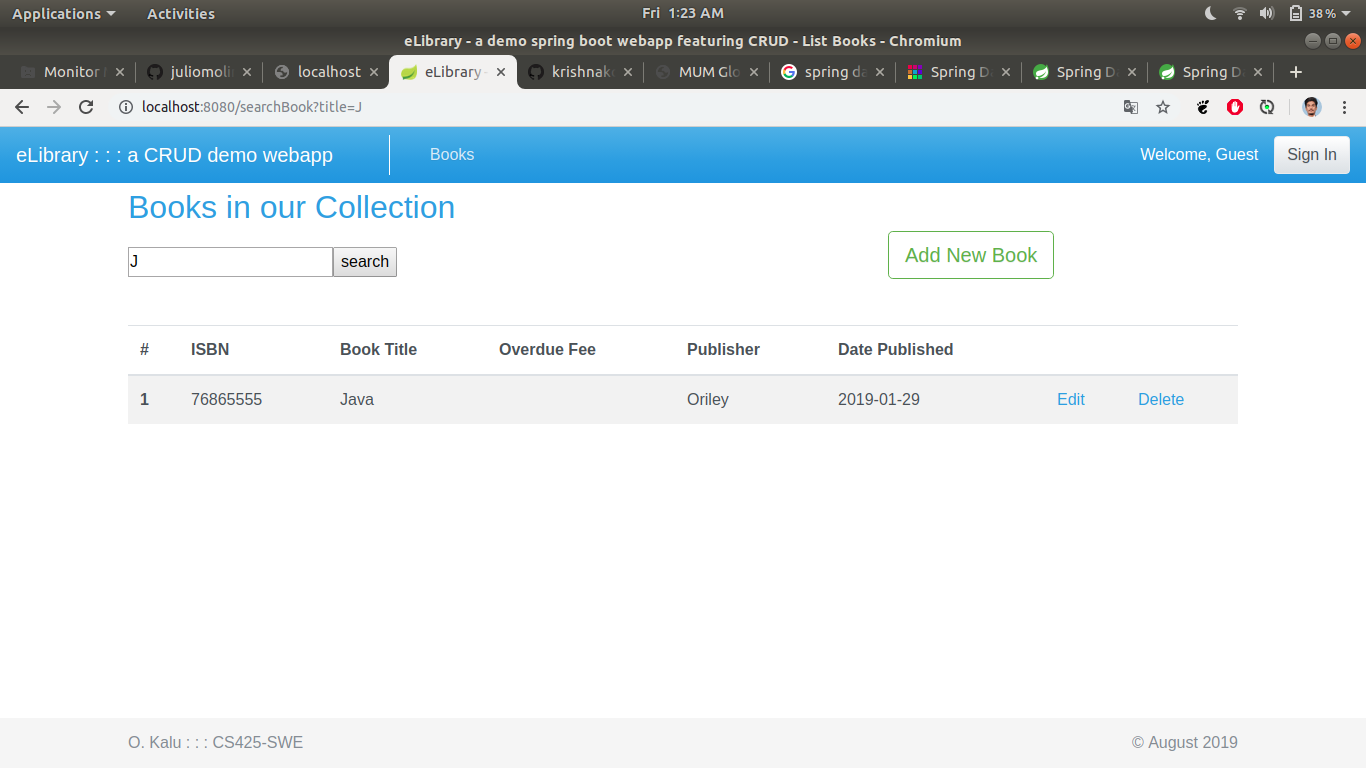 Applications Activities Fri 1:23 AM 38%
eLibrary - a demo spring boot webapp featuring CRUD - List Books - Chromium
Monitor juliomoli localhost eLibrary - krishnak MUM Glo spring da Spring D Spring D Spring D
localhost:8080/searchBook?title=J
eLibrary : : : a CRUD demo webapp Books Welcome, Guest Sign In
Books in our Collection
J search Add New Book
# ISBN Book Title Overdue Fee Publisher Date Published
1 76865555 Java Oriley 2019-01-29 Edit Delete
O. Kalu : : : CS425-SWE © August 2019